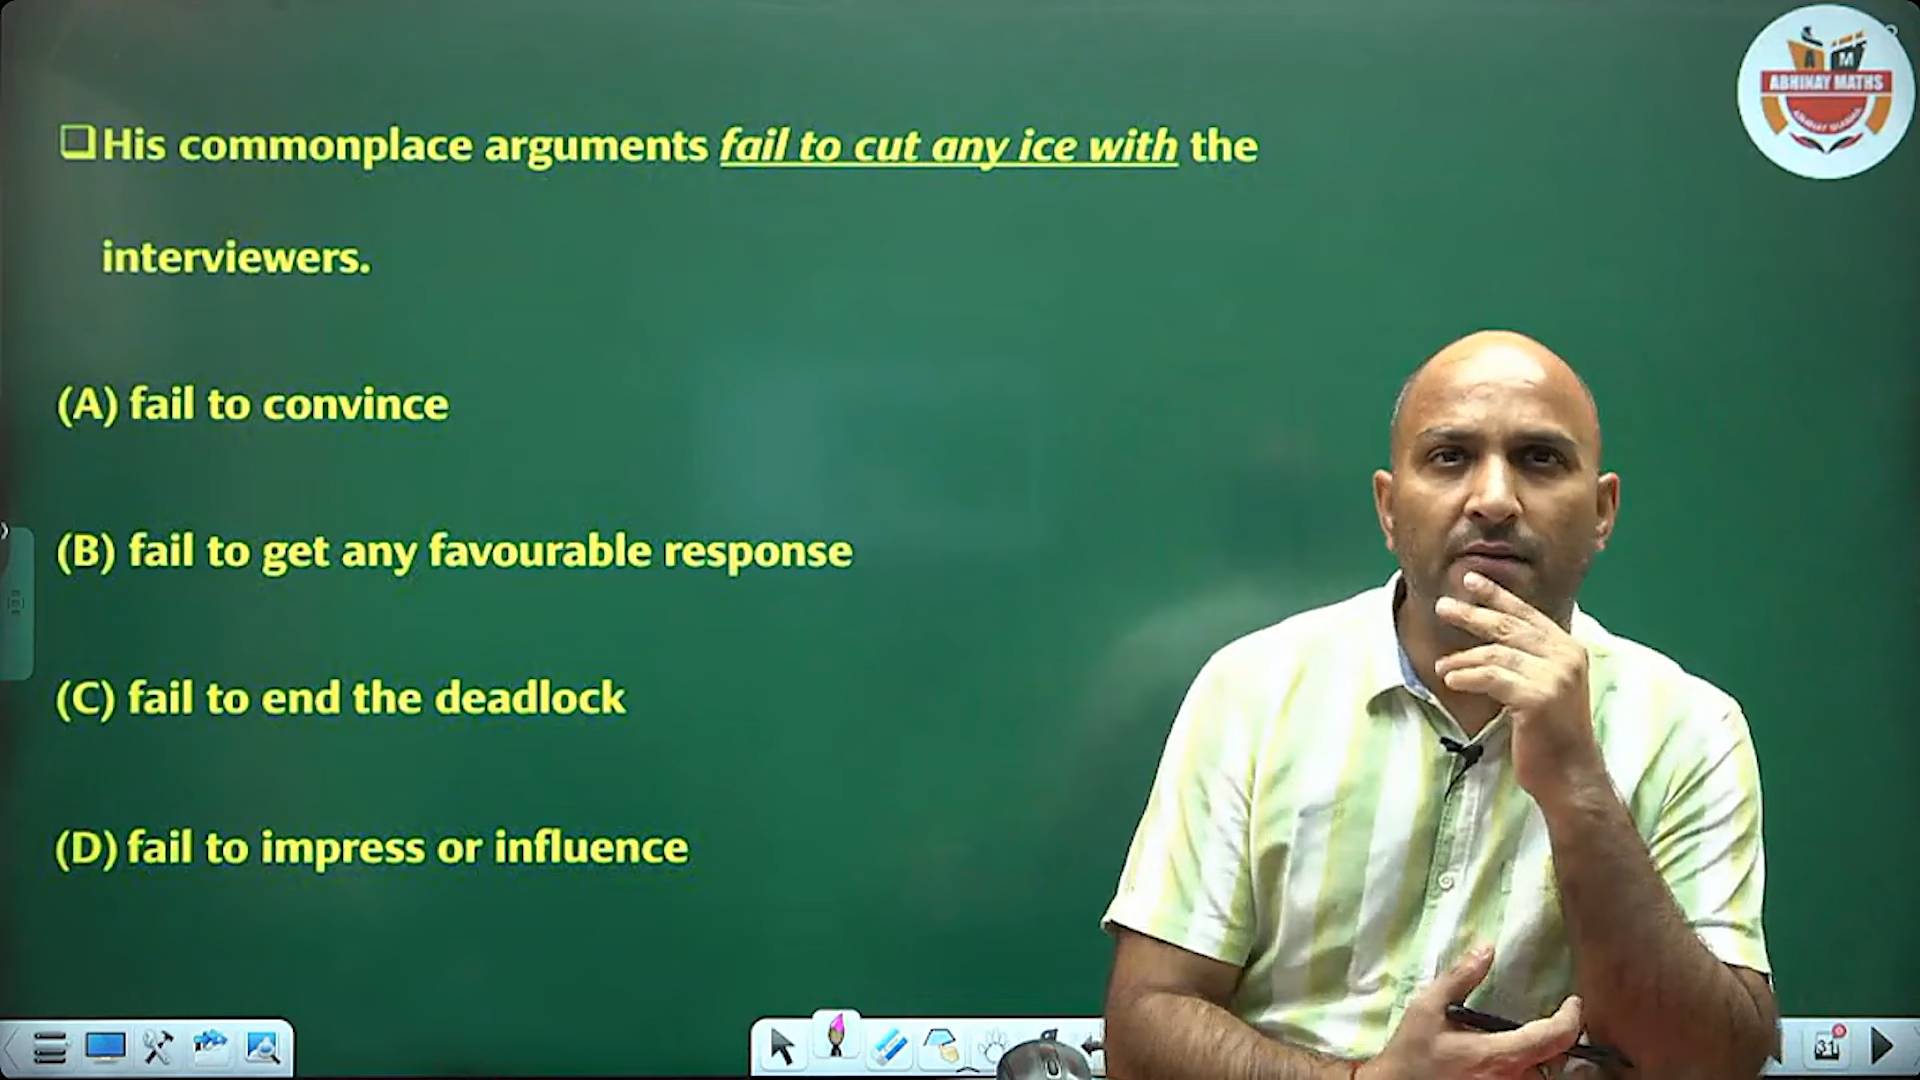 ABHINAY MATHS
❑His commonplace arguments fail to cut any ice with the
interviewers.
(A) fail to convince
(B) fail to get any favourable response
(C) fail to end the deadlock
(D) fail to impress or influence
31